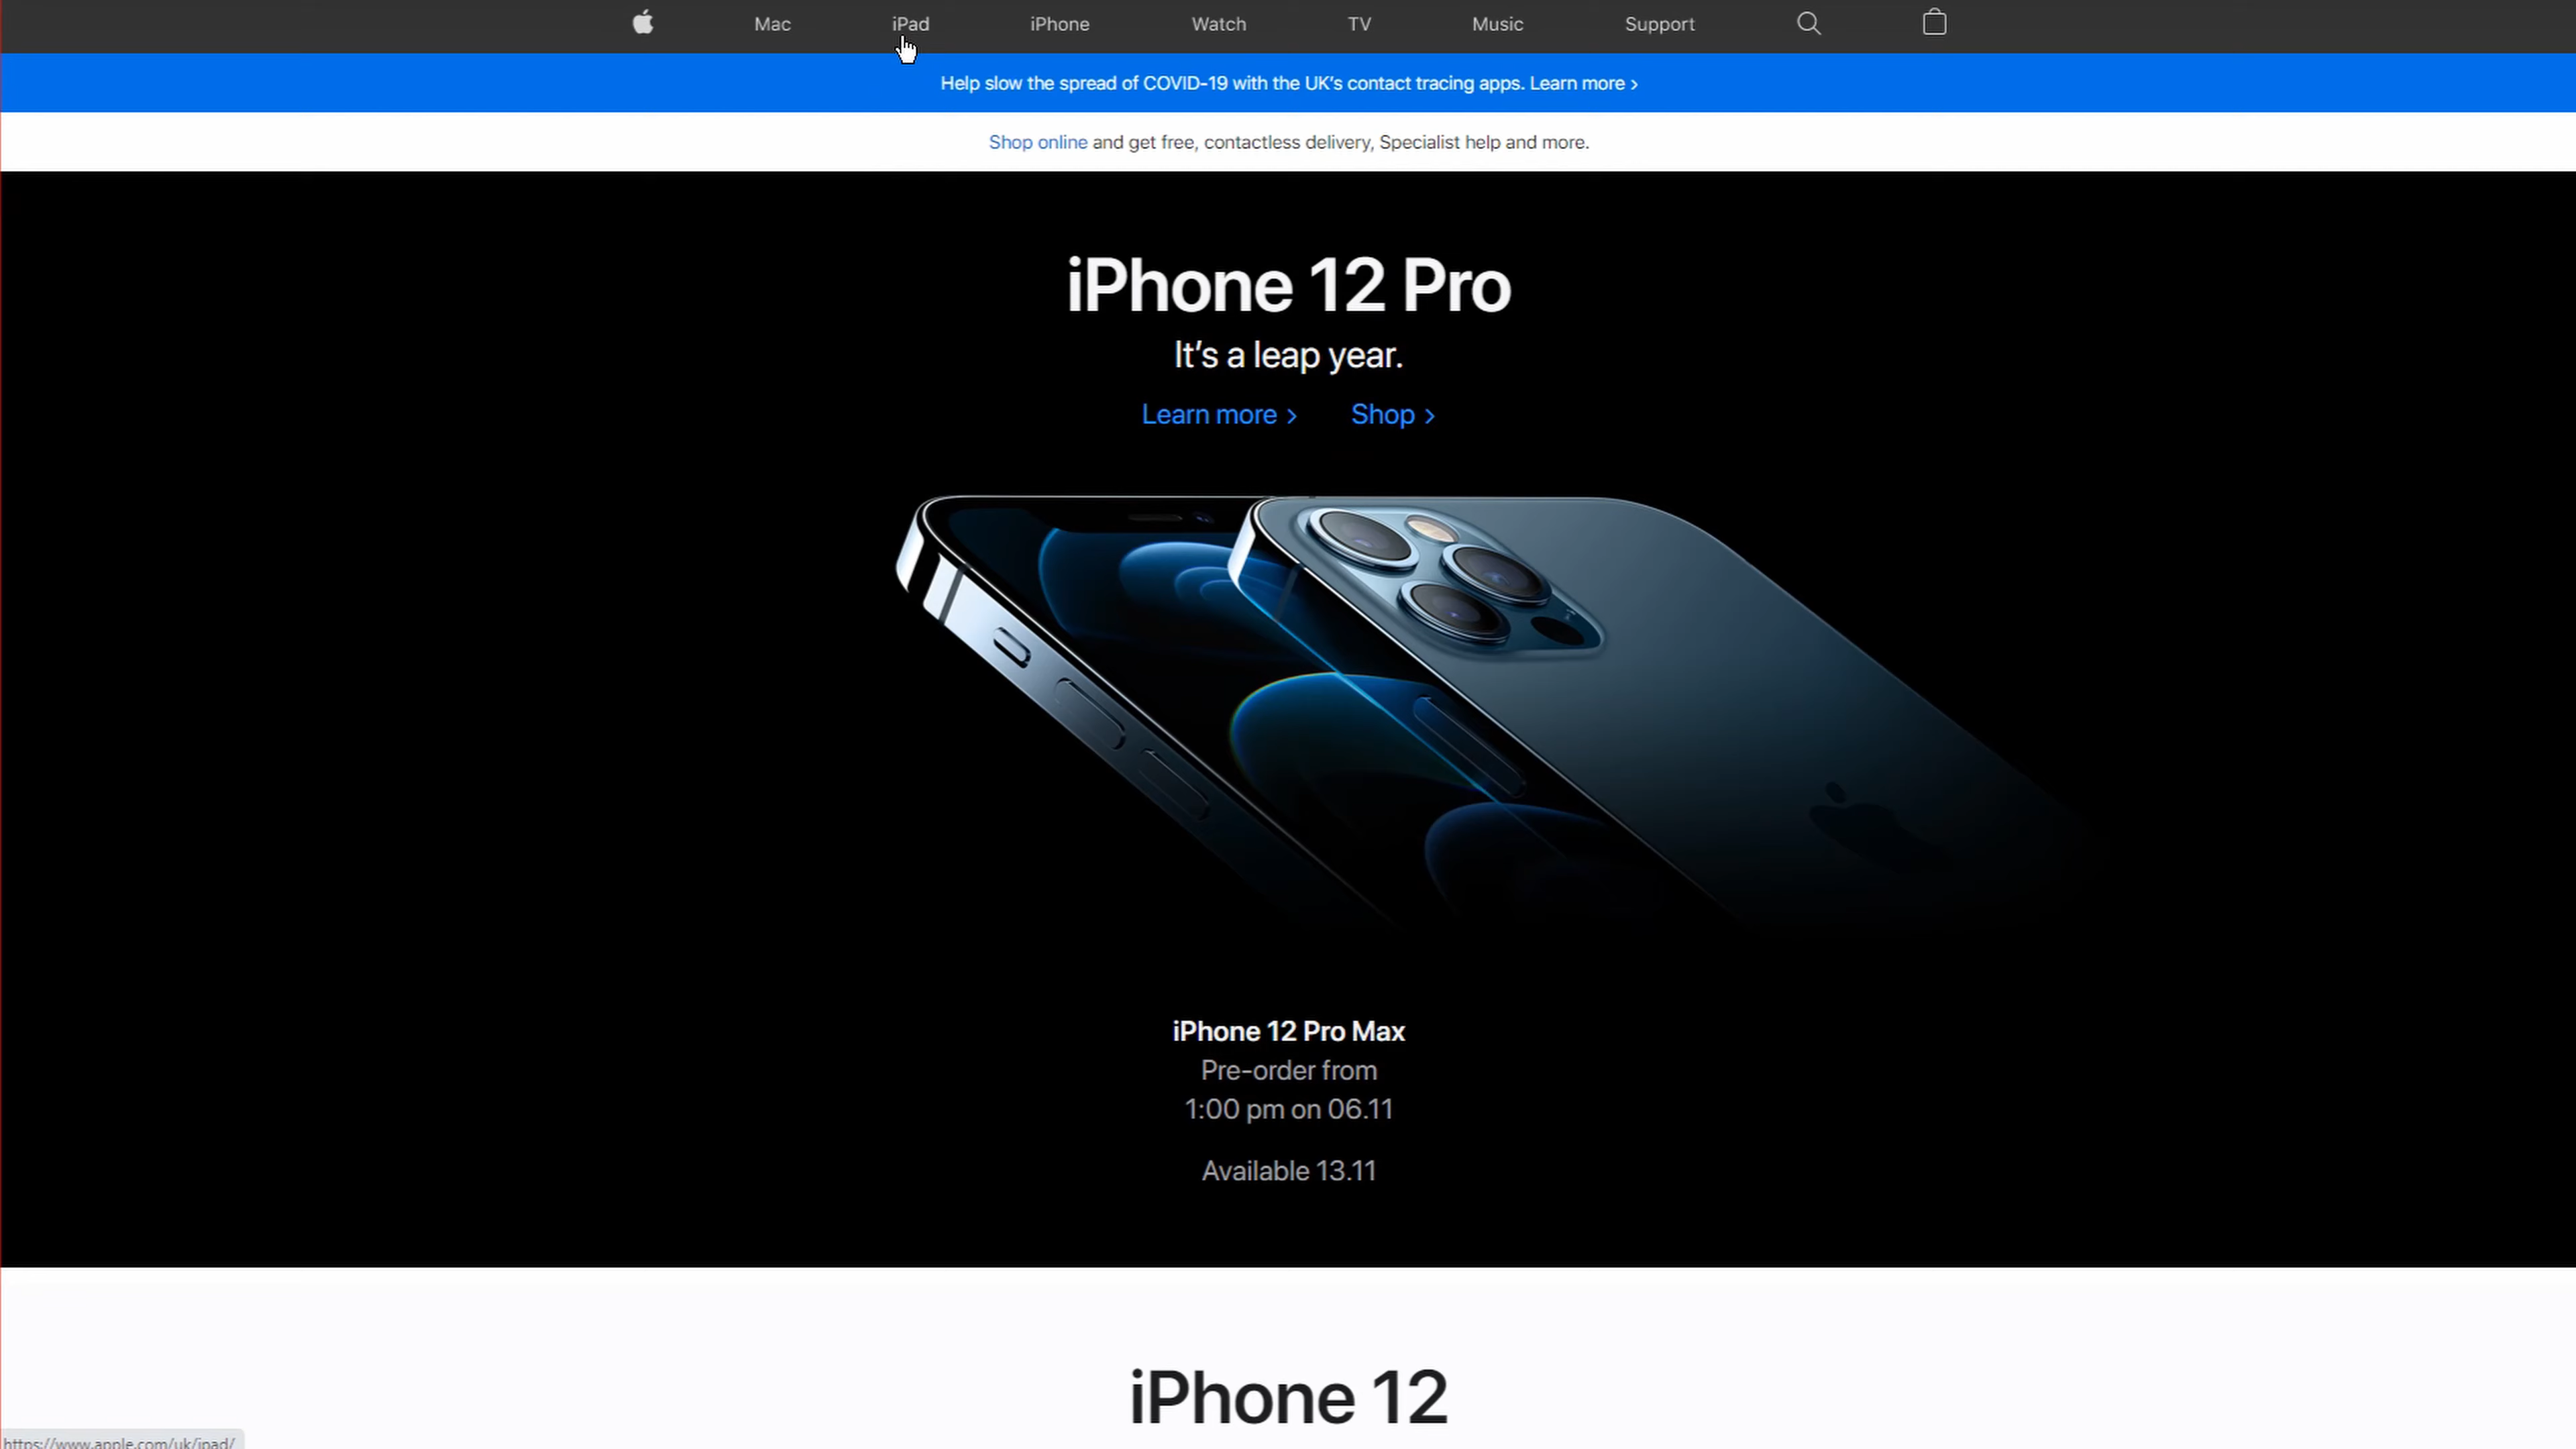 Mac iPad iPhone Watch TV Music Support
Help slow the spread of COVID-19 with the UK's contact tracing apps. Learn more >
Shop online and get free, contactless delivery, Specialist help and more.
iPhone 12 Pro
It's a leap year.
Learn more > Shop >
iPhone 12 Pro Max
Pre-order from
1:00 pm on 06.11
Available 13.11
iPhone 12
https://www.apple.com/uk/ipad/